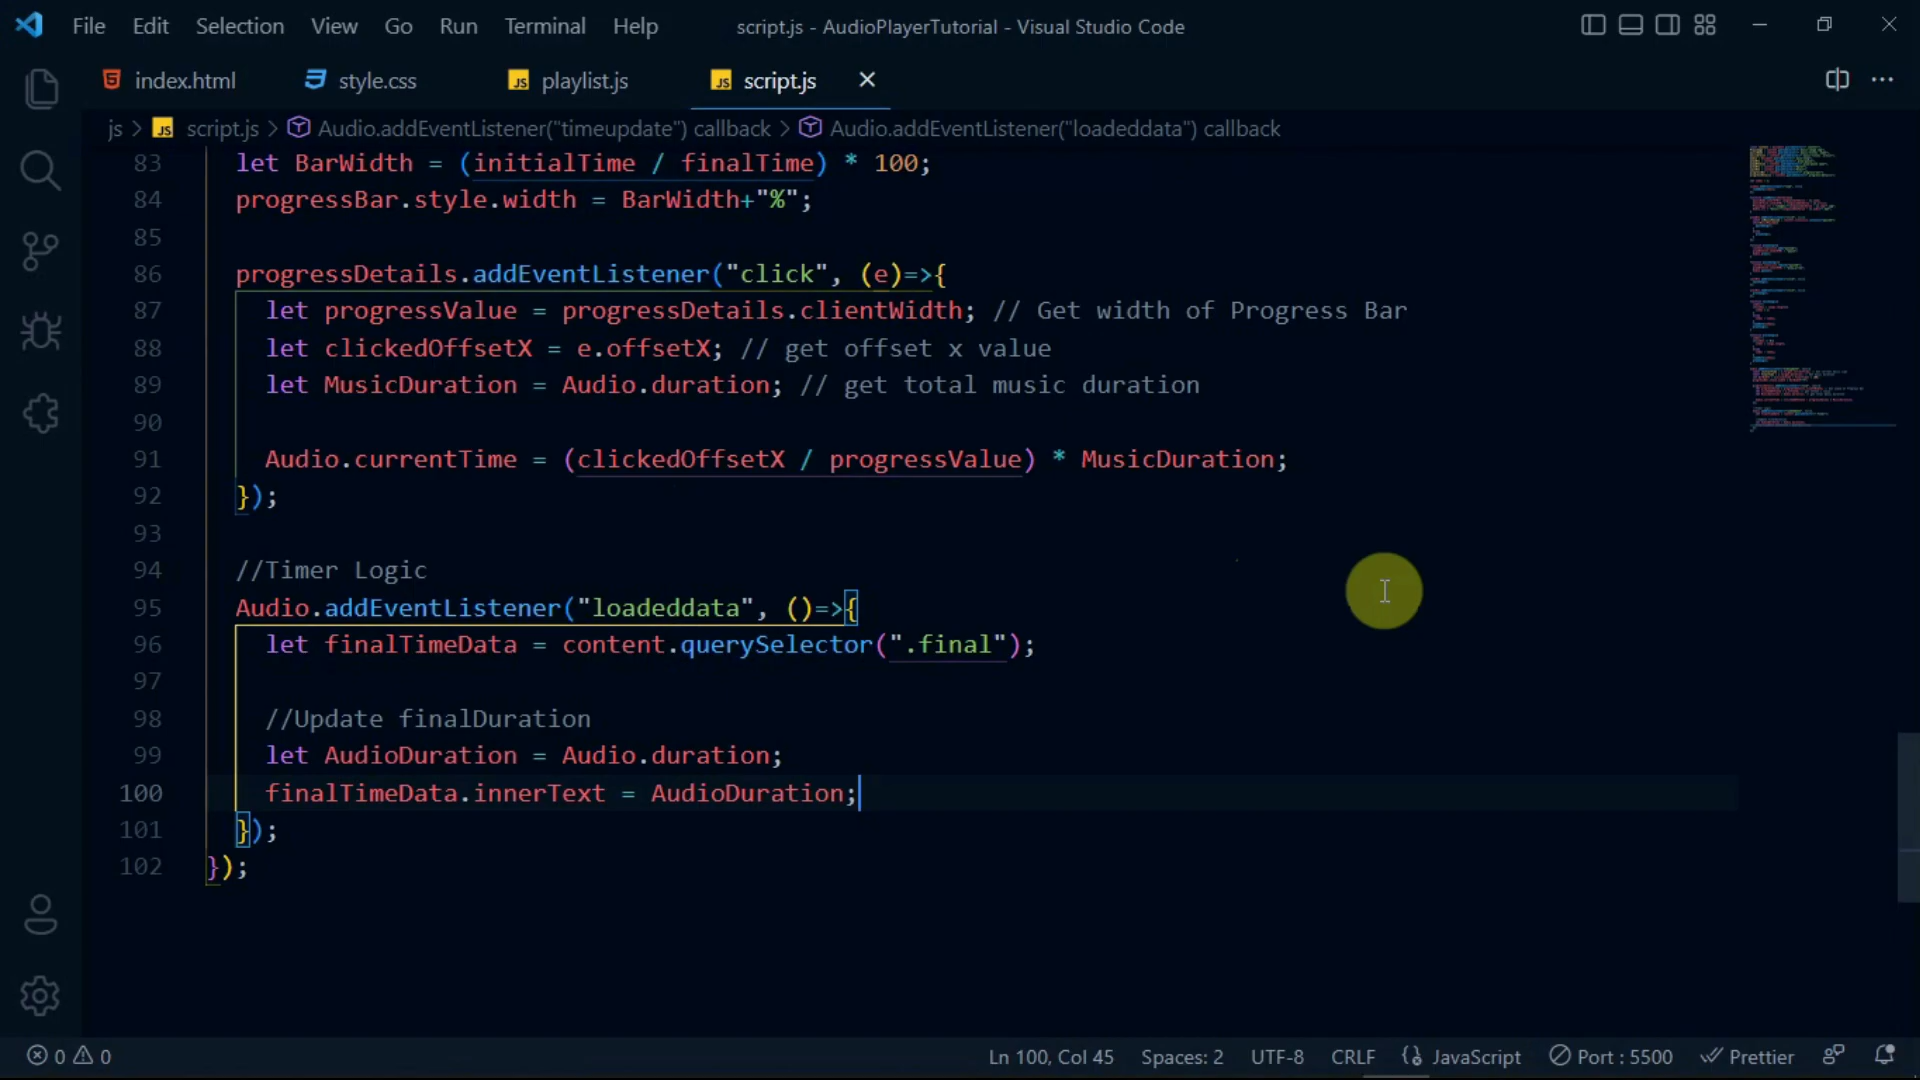 File Edit Selection View Go Run Terminal Help script.js - AudioPlayerTutorial - Visual Studio Code
index.html style.css JS playlist.js JS script.js
js > JS script.js > Audio.addEventListener("timeupdate") callback > Audio.addEventListener("loadeddata") callback
83 let BarWidth = (initialTime / finalTime) * 100;
84 progressBar.style.width = BarWidth+"%";
85
86 progressDetails.addEventListener("click", (e)=>{
87 let progressValue = progressDetails.clientWidth; // Get width of Progress Bar
88 let clickedOffsetX = e.offsetX; // get offset x value
89 let MusicDuration = Audio.duration; // get total music duration
90
91 Audio.currentTime = (clickedOffsetX / progressValue) * MusicDuration;
92 });
93
94 //Timer Logic
95 Audio.addEventListener("loadeddata", ()=>{
96 let finalTimeData = content.querySelector(".final");
97
98 //Update finalDuration
99 let AudioDuration = Audio.duration;
100 finalTimeData.innerText = AudioDuration;
101 });
102 });
0 0 Ln 100, Col 45 Spaces: 2 UTF-8 CRLF JavaScript Port : 5500 Prettier